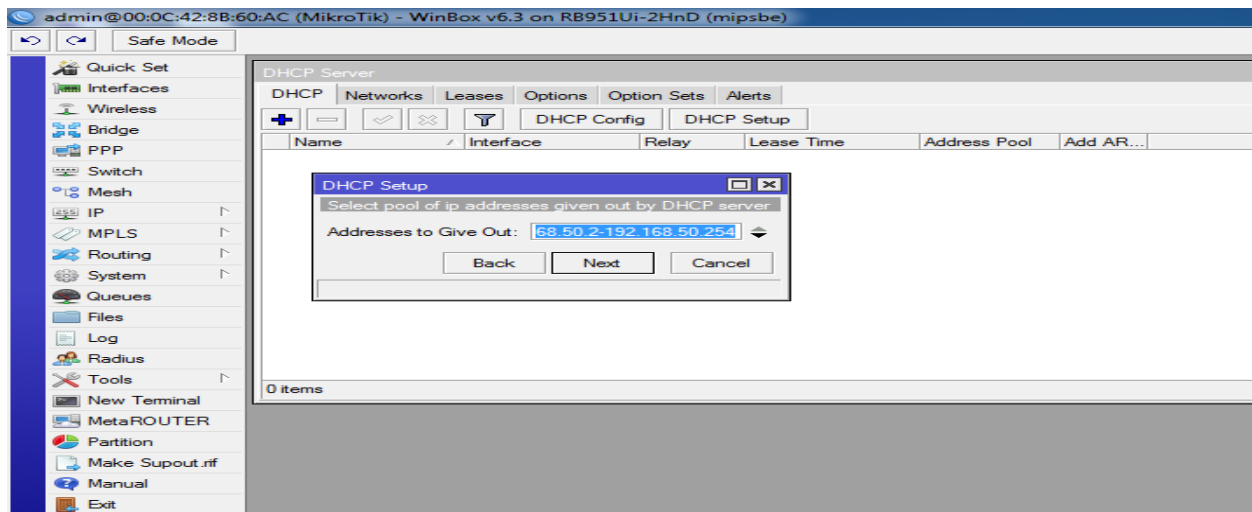 admin@00:0C:42:8B:60:AC (MikroTik) - WinBox v6.3 on RB951Ui-2HnD (mipsbe)
Safe Mode
Quick Set
Interfaces
Wireless
Bridge
PPP
Switch
Mesh
IP
MPLS
Routing
System
Queues
Files
Log
Radius
Tools
New Terminal
MetaROUTER
Partition
Make Supout.rif
Manual
Exit
DHCP Server
DHCP Networks Leases Options Option Sets Alerts
DHCP Config DHCP Setup
Name Interface Relay Lease Time Address Pool Add AR...
DHCP Setup
Select pool of ip addresses given out by DHCP server
Addresses to Give Out: 68.50.2-192.168.50.254
Back Next Cancel
0 items